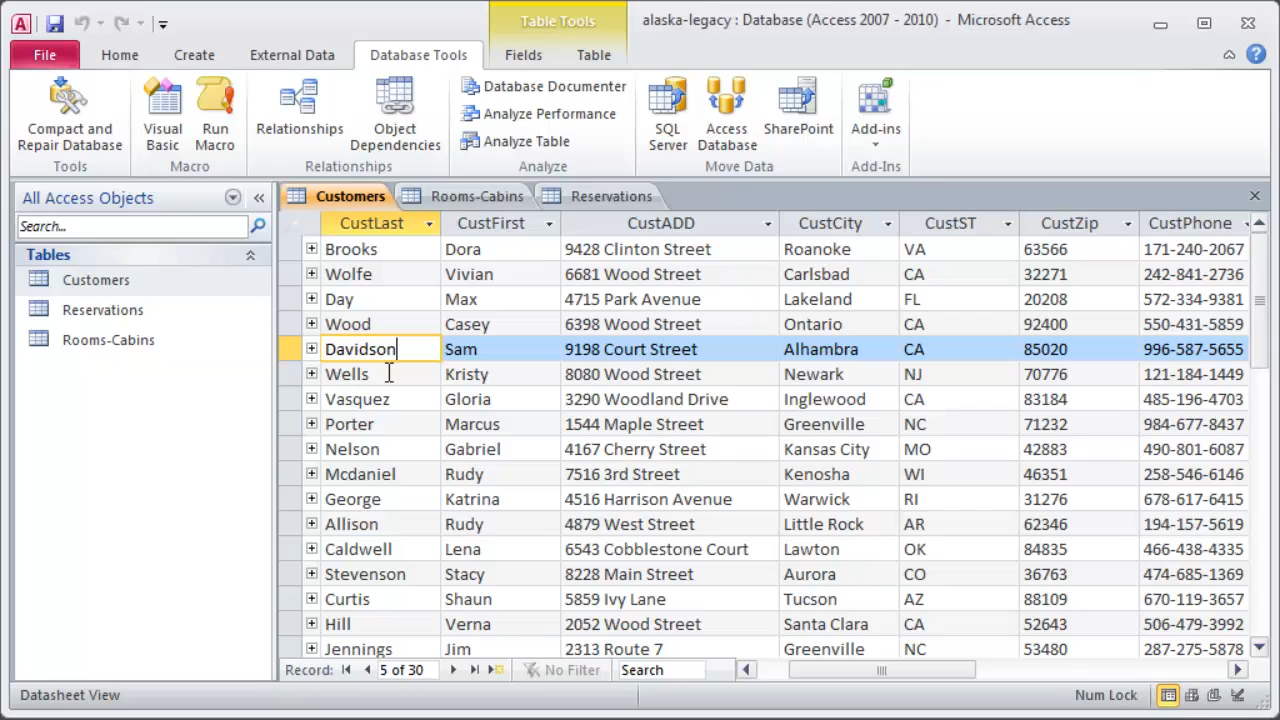 Table Tools
alaska-legacy : Database (Access 2007 - 2010) - Microsoft Access
File Home Create External Data Database Tools Fields Table
Compact and Repair Database
Visual Basic
Run Macro
Relationships
Object Dependencies
Database Documenter
Analyze Performance
Analyze Table
SQL Server
Access Database
SharePoint
Add-ins
Tools Macro Relationships Analyze Move Data Add-Ins
All Access Objects
Search...
Tables
Customers
Reservations
Rooms-Cabins
Customers Rooms-Cabins Reservations
CustLast CustFirst CustADD CustCity CustST CustZip CustPhone
Brooks Dora 9428 Clinton Street Roanoke VA 63566 171-240-2067
Wolfe Vivian 6681 Wood Street Carlsbad CA 32271 242-841-2736
Day Max 4715 Park Avenue Lakeland FL 20208 572-334-9381
Wood Casey 6398 Wood Street Ontario CA 92400 550-431-5859
Davidson Sam 9198 Court Street Alhambra CA 85020 996-587-5655
Wells Kristy 8080 Wood Street Newark NJ 70776 121-184-1449
Vasquez Gloria 3290 Woodland Drive Inglewood CA 83184 485-196-4703
Porter Marcus 1544 Maple Street Greenville NC 71232 984-677-8437
Nelson Gabriel 4167 Cherry Street Kansas City MO 42883 490-801-6087
Mcdaniel Rudy 7516 3rd Street Kenosha WI 46351 258-546-6146
George Katrina 4516 Harrison Avenue Warwick RI 31276 678-617-6415
Allison Rudy 4879 West Street Little Rock AR 62346 194-157-5619
Caldwell Lena 6543 Cobblestone Court Lawton OK 84835 466-438-4335
Stevenson Stacy 8228 Main Street Aurora CO 36763 474-685-1369
Curtis Shaun 5859 Ivy Lane Tucson AZ 88109 670-119-3657
Hill Verna 2052 Wood Street Santa Clara CA 52643 506-479-3992
Jennings Jim 2313 Route 7 Greenville NC 53480 287-275-5878
Record: 5 of 30 No Filter Search
Datasheet View Num Lock